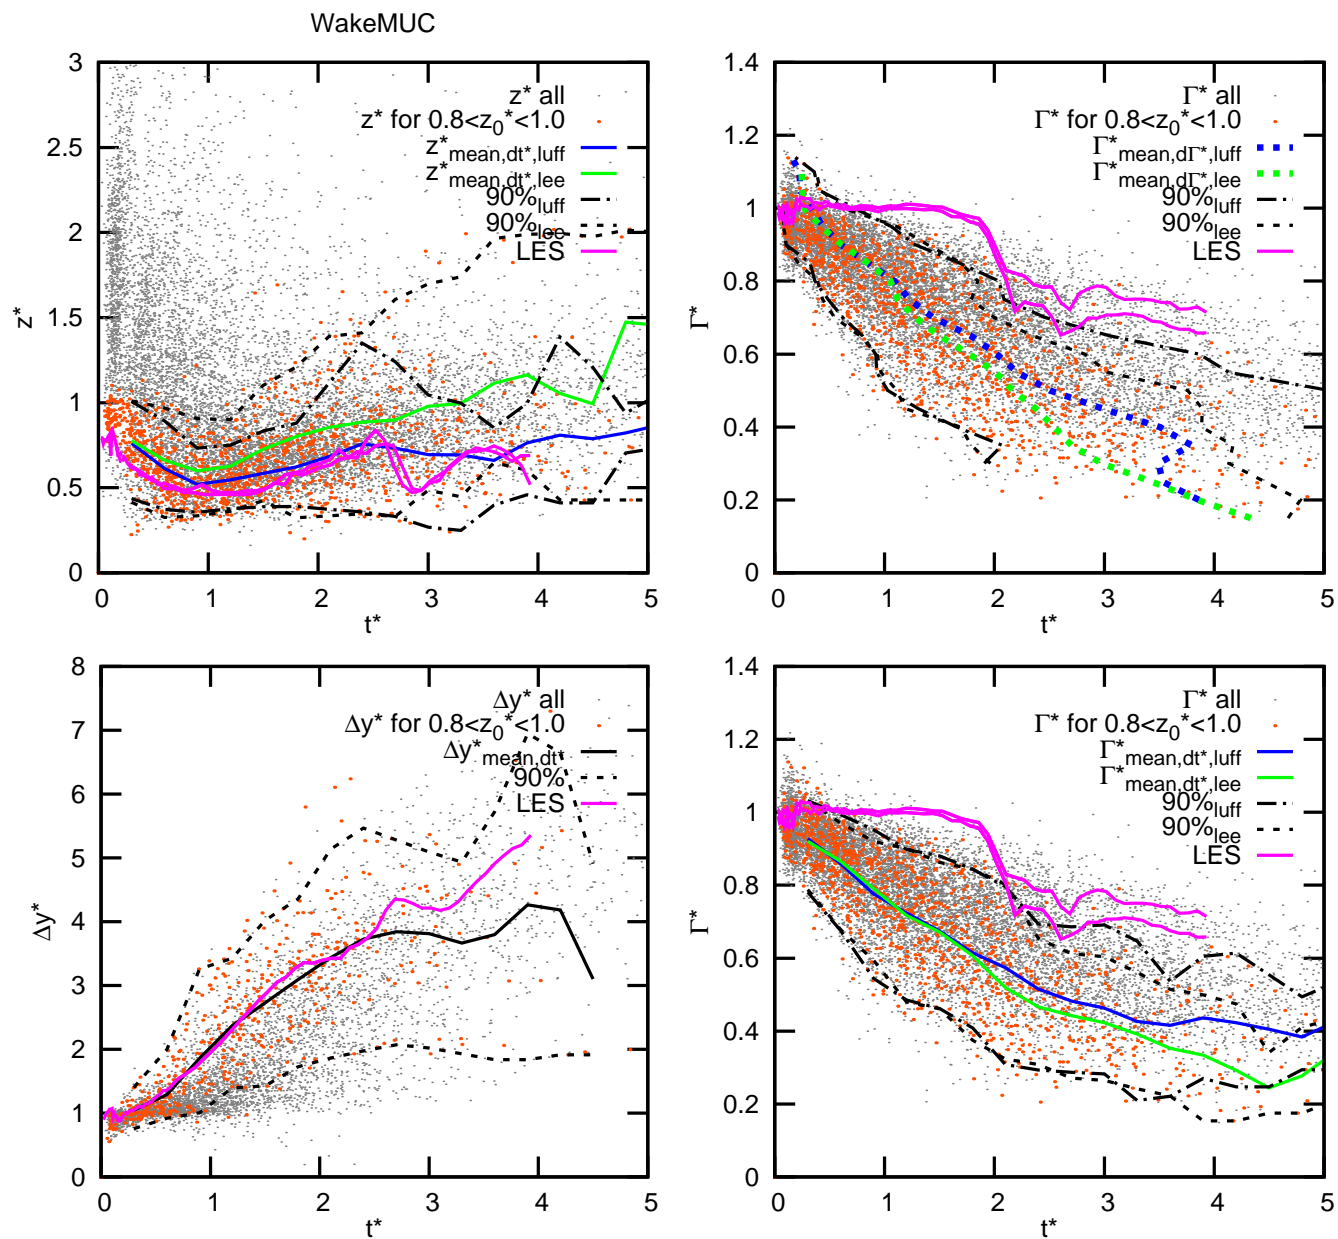 WakeMUC
3
2.5
2
1.5
1
0.5
0
z*
0 1 2 3 4 5
t*
z* all
z* for 0.8<z₀*<1.0
z*mean,dt*,luff
z*mean,dt*,lee
90%luff
90%lee
LES
1.4
1.2
1
0.8
0.6
0.4
0.2
0
Γ*
0 1 2 3 4 5
t*
Γ* all
Γ* for 0.8<z₀*<1.0
Γ*mean,dΓ*,luff
Γ*mean,dΓ*,lee
90%luff
90%lee
LES
8
7
6
5
4
3
2
1
0
Δy*
0 1 2 3 4 5
t*
Δy* all
Δy* for 0.8<z₀*<1.0
Δy*mean,dt*
90%
LES
1.4
1.2
1
0.8
0.6
0.4
0.2
0
Γ*
0 1 2 3 4 5
t*
Γ* all
Γ* for 0.8<z₀*<1.0
Γ*mean,dt*,luff
Γ*mean,dt*,lee
90%luff
90%lee
LES